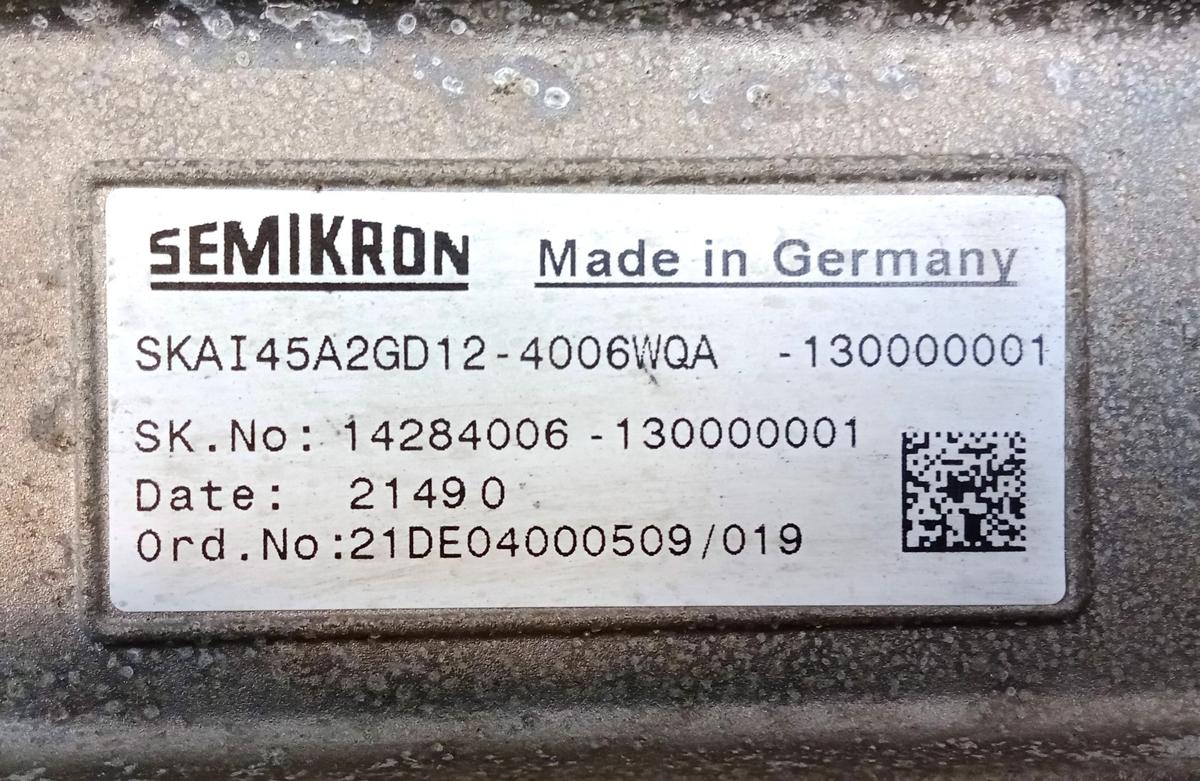 SEMIKRON Made in Germany
SKAI45A2GD12-4006WQA -130000001
SK.No: 14284006-130000001
Date: 21490
Ord.No:21DE04000509/019